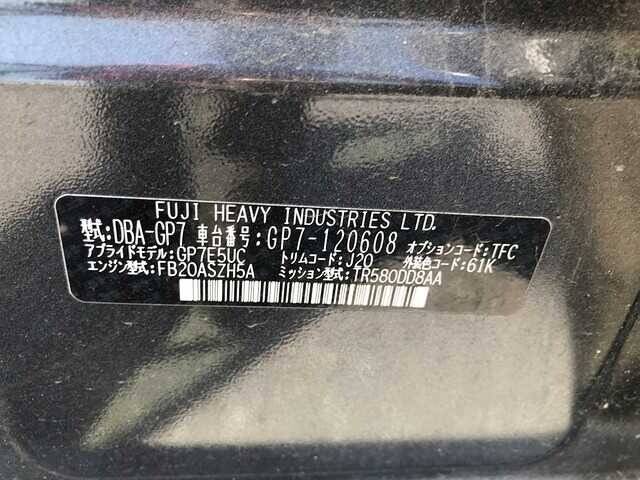 FUJI HEAVY INDUSTRIES LTD.
型式:DBA-GP7 車台番号:GP7-120608 オプションコード:TFC
アプライドモデル:GP7E5UC トリムコード:J20 外装色コード:61K
エンジン型式:FB20ASZH5A ミッション型式:TR580DD8AA